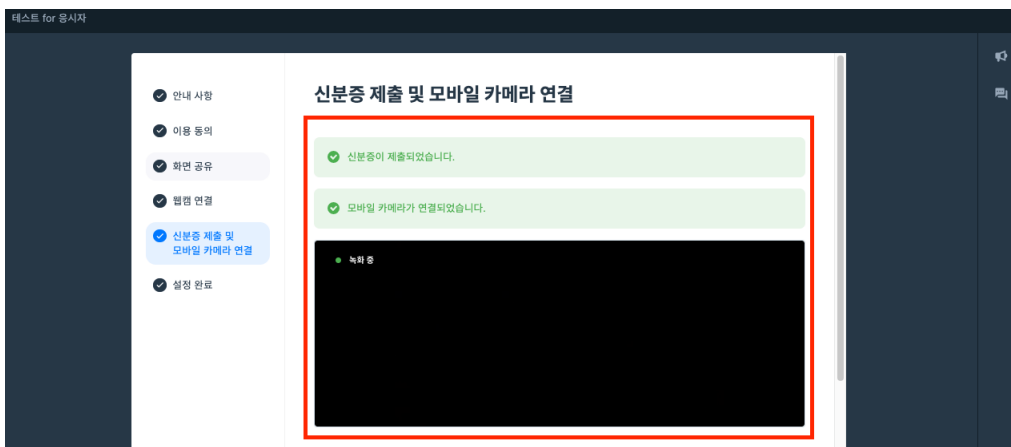 테스트 for 응시자
안내 사항
이용 동의
화면 공유
웹캠 연결
신분증 제출 및
모바일 카메라 연결
설정 완료
신분증 제출 및 모바일 카메라 연결
신분증이 제출되었습니다.
모바일 카메라가 연결되었습니다.
녹화 중